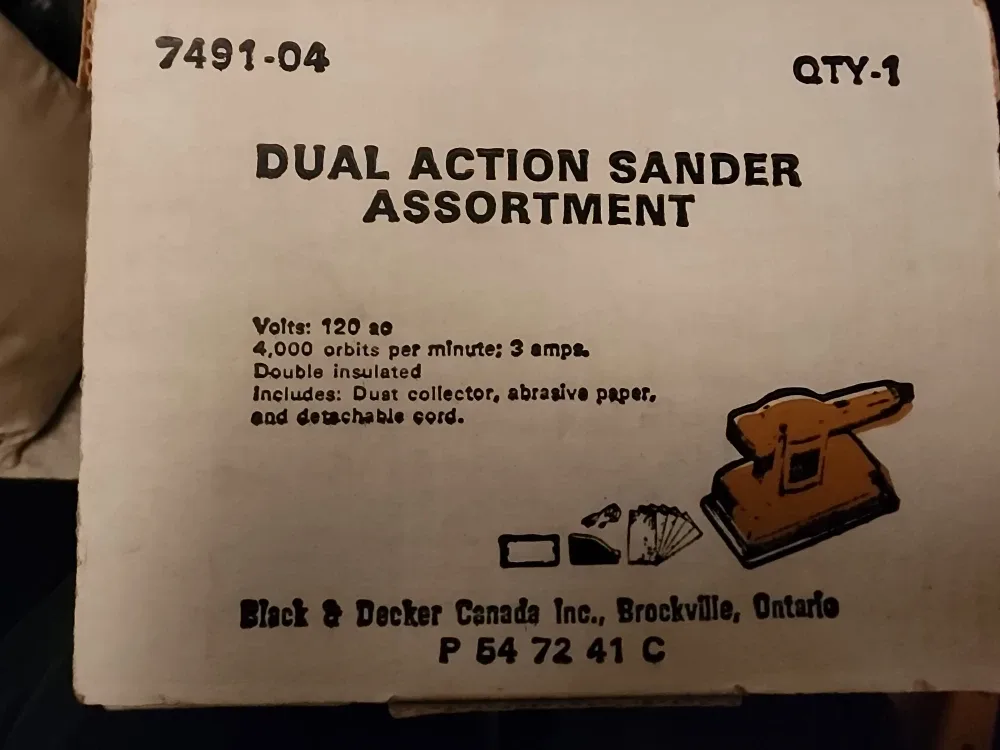 7491-04
QTY-1
DUAL ACTION SANDER
ASSORTMENT
Volts: 120 ac
4,000 orbits per minute; 3 amps.
Double insulated
Includes: Dust collector, abrasive paper,
and detachable cord.
Black & Decker Canada Inc., Brockville, Ontario
P 54 72 41 C